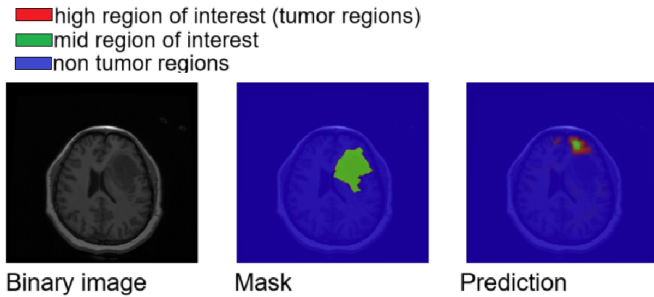 high region of interest (tumor regions)
mid region of interest
non tumor regions
Binary image
Mask
Prediction